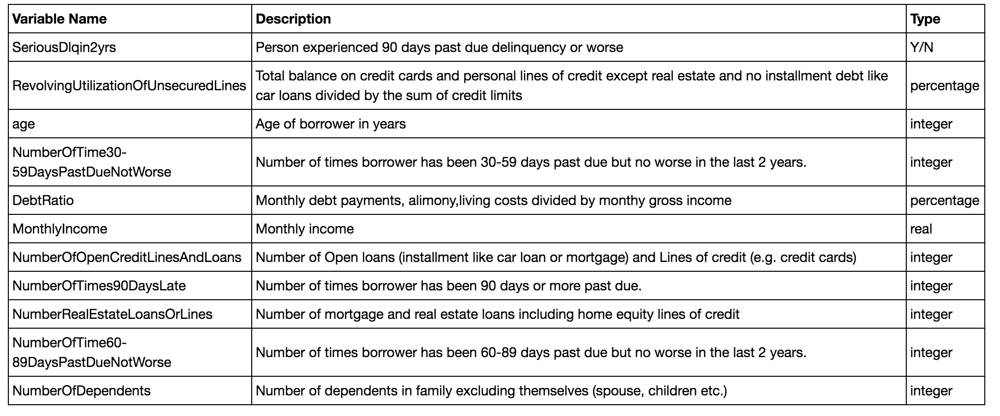 Variable Name Description Type
SeriousDlqin2yrs Person experienced 90 days past due delinquency or worse Y/N
RevolvingUtilizationOfUnsecuredLines Total balance on credit cards and personal lines of credit except real estate and no installment debt like
car loans divided by the sum of credit limits percentage
age Age of borrower in years integer
NumberOfTime30-
59DaysPastDueNotWorse Number of times borrower has been 30-59 days past due but no worse in the last 2 years. integer
DebtRatio Monthly debt payments, alimony,living costs divided by monthy gross income percentage
MonthlyIncome Monthly income real
NumberOfOpenCreditLinesAndLoans Number of Open loans (installment like car loan or mortgage) and Lines of credit (e.g. credit cards) integer
NumberOfTimes90DaysLate Number of times borrower has been 90 days or more past due. integer
NumberRealEstateLoansOrLines Number of mortgage and real estate loans including home equity lines of credit integer
NumberOfTime60-
89DaysPastDueNotWorse Number of times borrower has been 60-89 days past due but no worse in the last 2 years. integer
NumberOfDependents Number of dependents in family excluding themselves (spouse, children etc.) integer